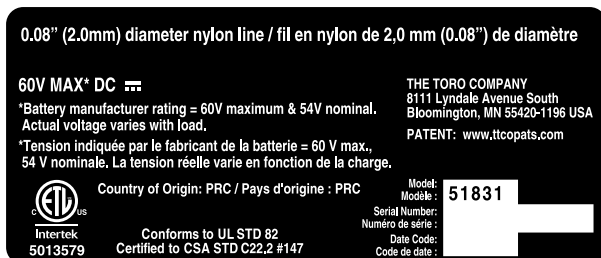 0.08” (2.0mm) diameter nylon line / fil en nylon de 2,0 mm (0.08”) de diamètre
60V MAX* DC
*Battery manufacturer rating = 60V maximum & 54V nominal.
Actual voltage varies with load.
*Tension indiquée par le fabricant de la batterie = 60 V max.,
54 V nominale. La tension réelle varie en fonction de la charge.
THE TORO COMPANY
8111 Lyndale Avenue South
Bloomington, MN 55420-1196 USA
PATENT: www.ttcopats.com
C ETL US
Intertek
5013579
Country of Origin: PRC / Pays d'origine : PRC
Conforms to UL STD 82
Certified to CSA STD C22.2 #147
Model:
Modèle : 51831
Serial Number:
Numéro de série :
Date Code:
Code de date :